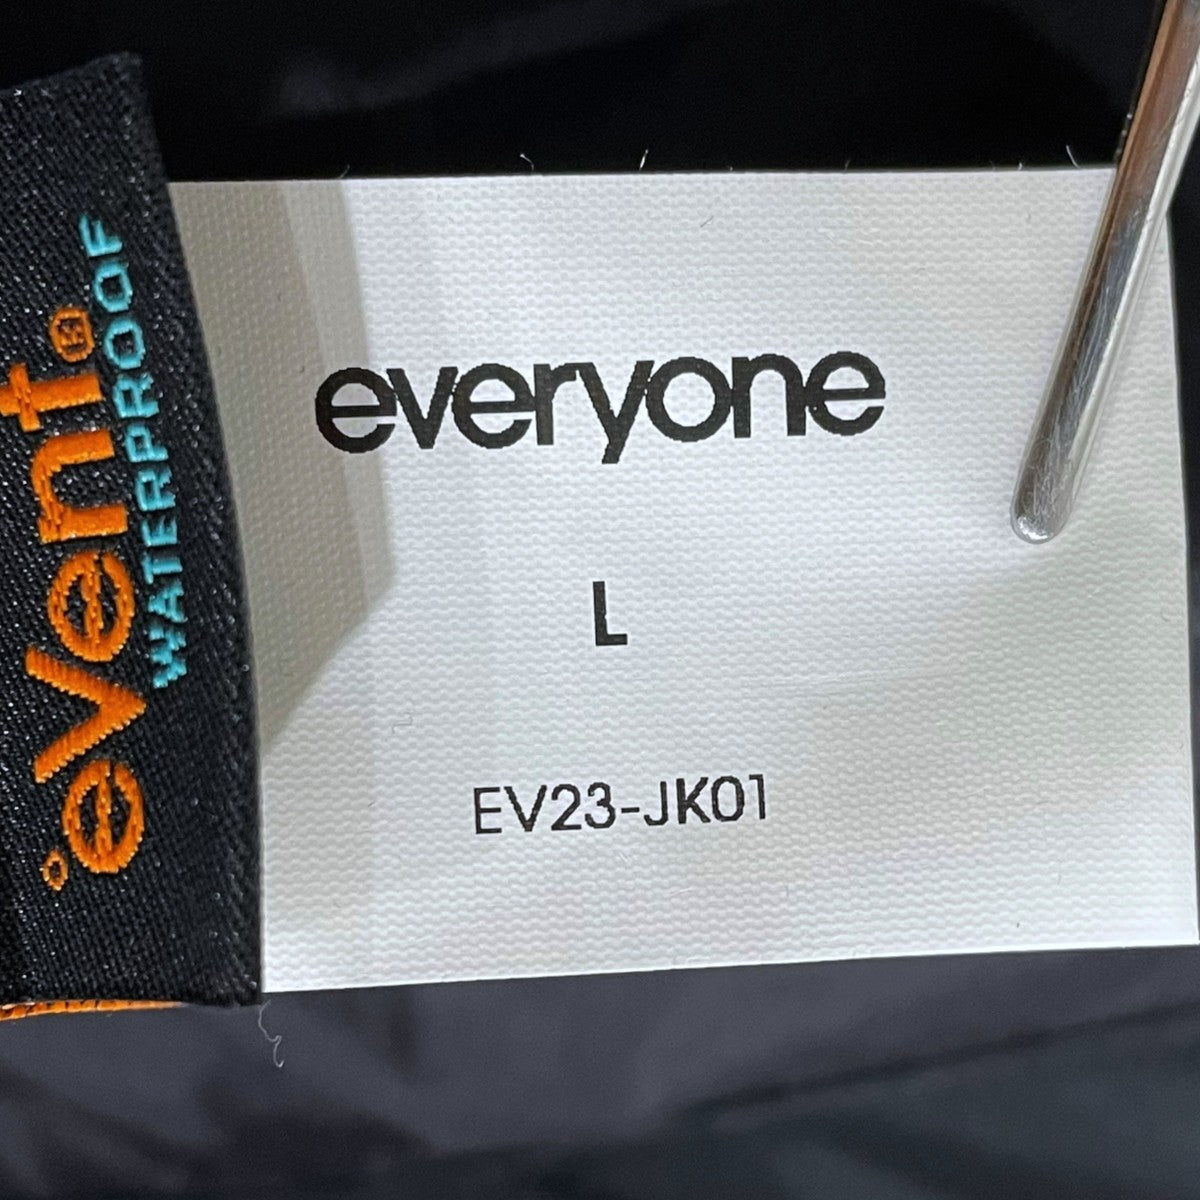 eVent®
WATERPROOF
everyone
L
EV23-JK01